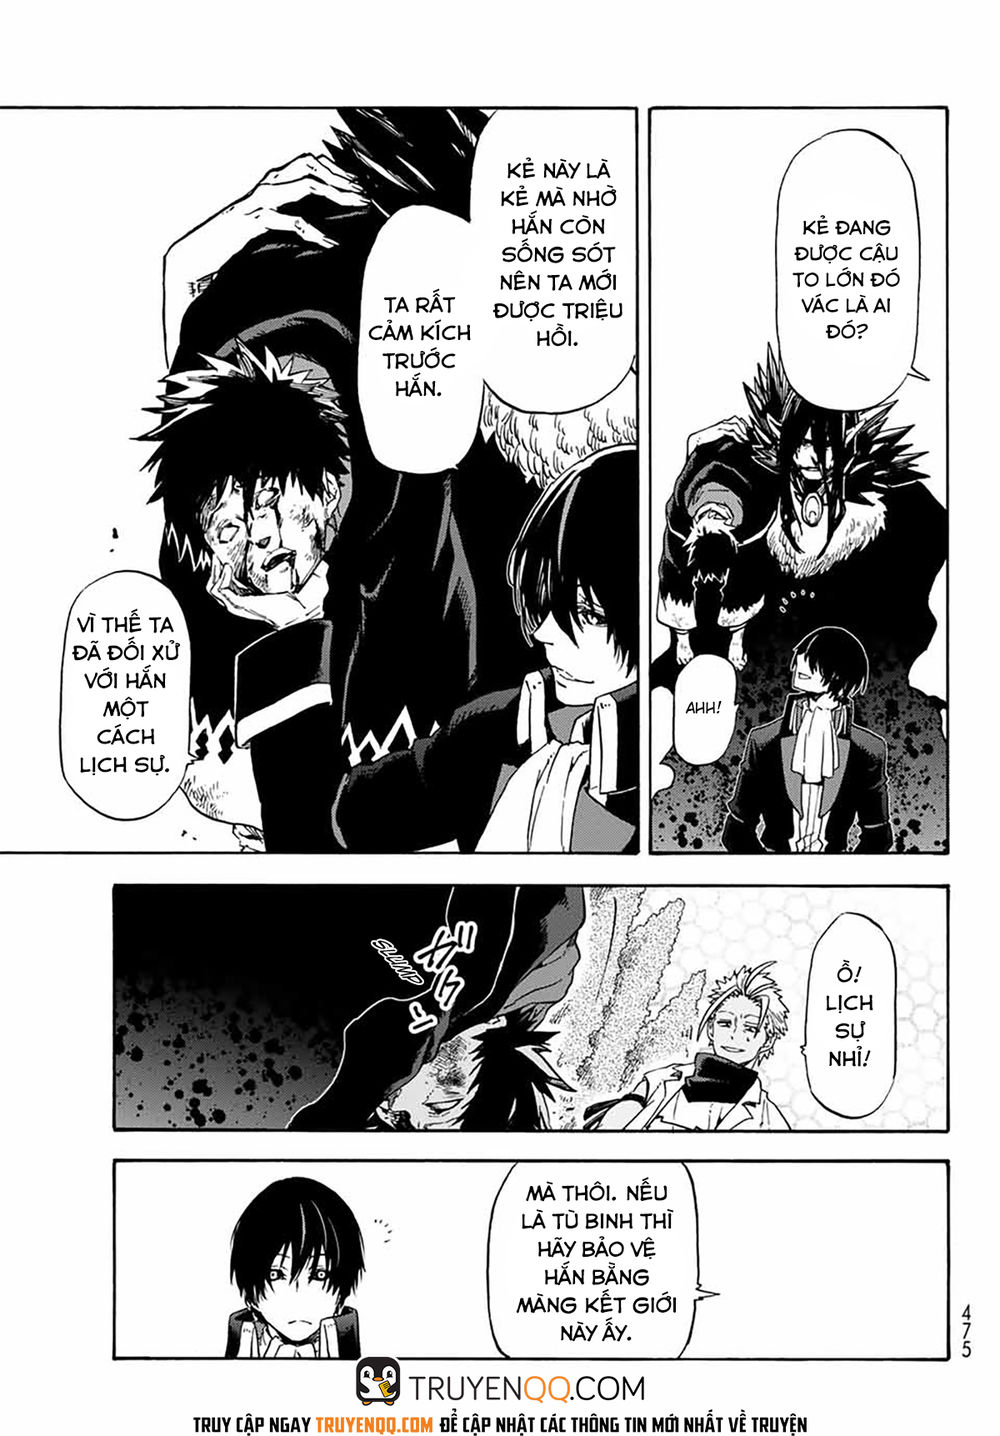 KẺ ĐANG
ĐƯỢC CẬU
TO LỚN ĐÓ
VÁC LÀ AI
ĐÓ?
AHH!
KẺ NÀY LÀ
KẺ MÀ NHỜ
HẮN CÒN
SỐNG SÓT
NÊN TA MỚI
ĐƯỢC TRIỆU
HỒI.
TA RẤT
CẢM KÍCH
TRƯỚC
HẮN.
VÌ THẾ TA
ĐÃ ĐỐI XỬ
VỚI HẮN
MỘT
CÁCH
LỊCH SỰ.
Ồ!
LỊCH
SỰ
NHỈ!
SLUMP
MÀ THÔI. NẾU
LÀ TÙ BINH THÌ
HÃY BẢO VỆ
HẮN BẰNG
MÀNG KẾT GIỚI
NÀY ẤY.
475
TRUYENQQ.COM
TRUY CẬP NGAY TRUYENQQ.COM ĐỂ CẬP NHẬT CÁC THÔNG TIN MỚI NHẤT VỀ TRUYỆN